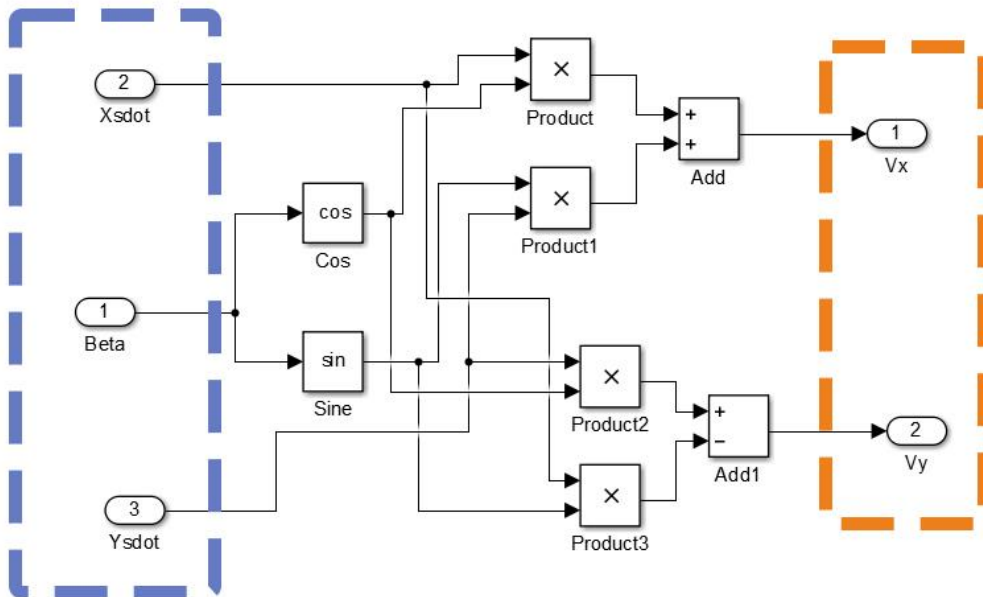 2
Xsdot
×
Product
+
+
Add
1
Vx
×
Product1
cos
Cos
1
Beta
sin
Sine
×
Product2
+
−
Add1
2
Vy
3
Ysdot
×
Product3